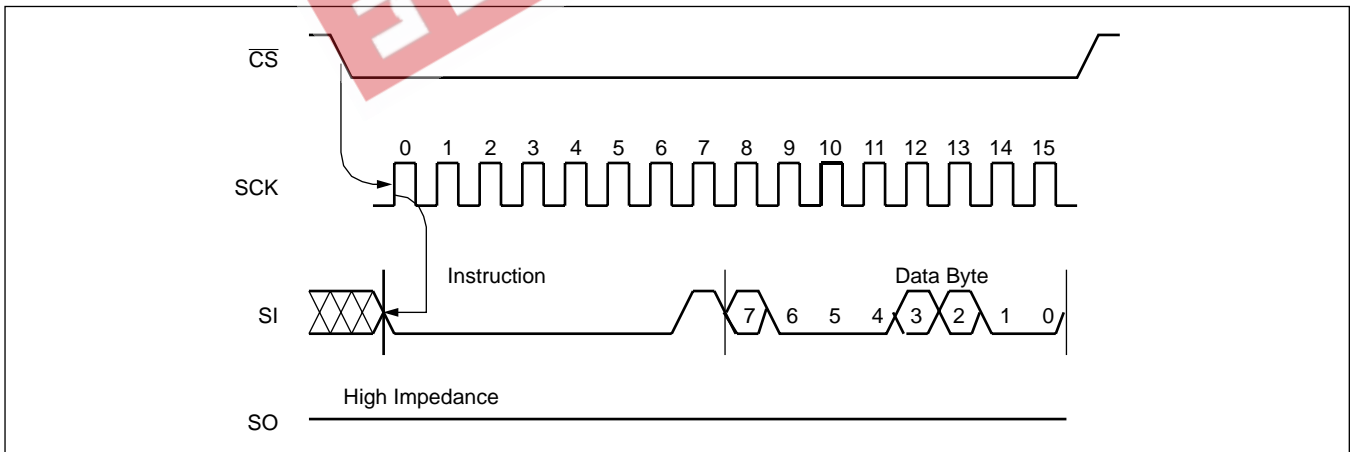 CS
0 1 2 3 4 5 6 7 8 9 10 11 12 13 14 15
SCK
Instruction
Data Byte
SI
7 6 5 4 3 2 1 0
High Impedance
SO